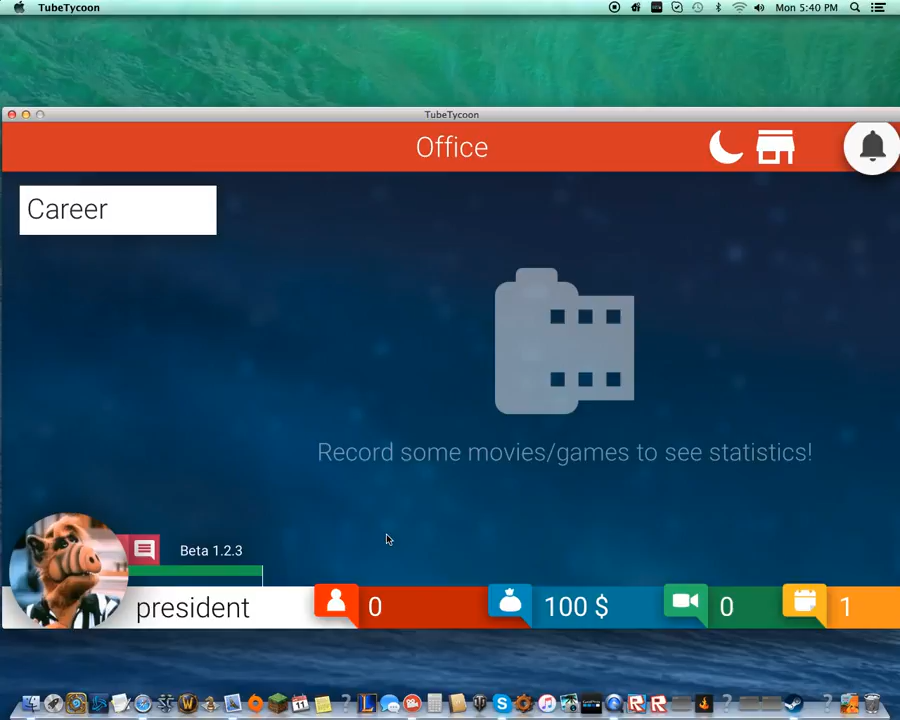 TubeTycoon
Mon 5:40 PM
TubeTycoon
Office
Career
Record some movies/games to see statistics!
Beta 1.2.3
president
0
100 $
0
1